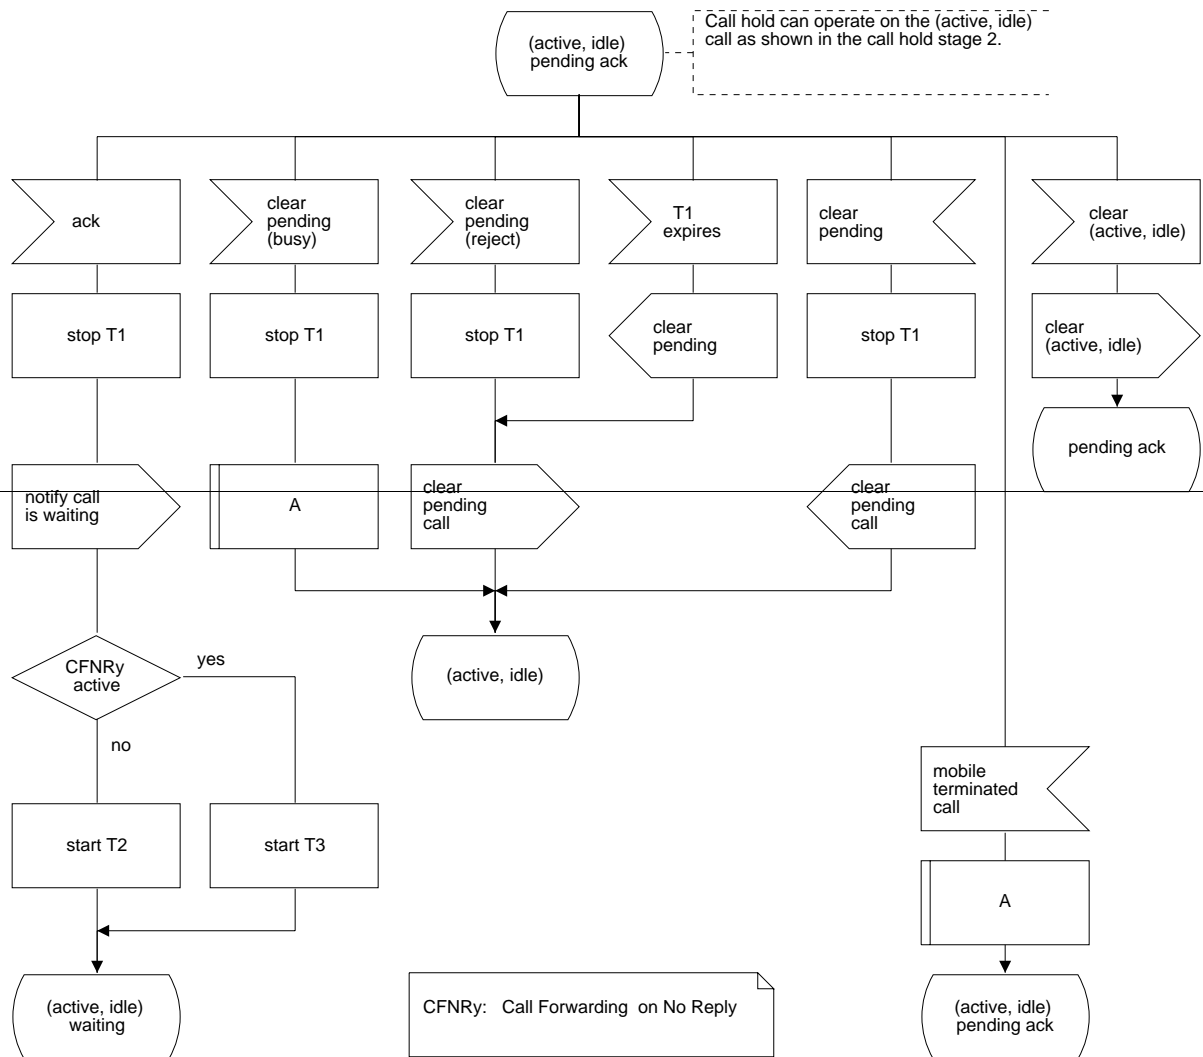 (active, idle)
pending ack
Call hold can operate on the (active, idle)
call as shown in the call hold stage 2.
ack
clear
pending
(busy)
clear
pending
(reject)
T1
expires
clear
pending
clear
(active, idle)
stop T1
stop T1
stop T1
clear
pending
stop T1
clear
(active, idle)
pending ack
notify call
is waiting
A
clear
pending
call
clear
pending
call
CFNRy
active
yes
no
(active, idle)
mobile
terminated
call
start T2
start T3
A
(active, idle)
waiting
CFNRy: Call Forwarding on No Reply
(active, idle)
pending ack